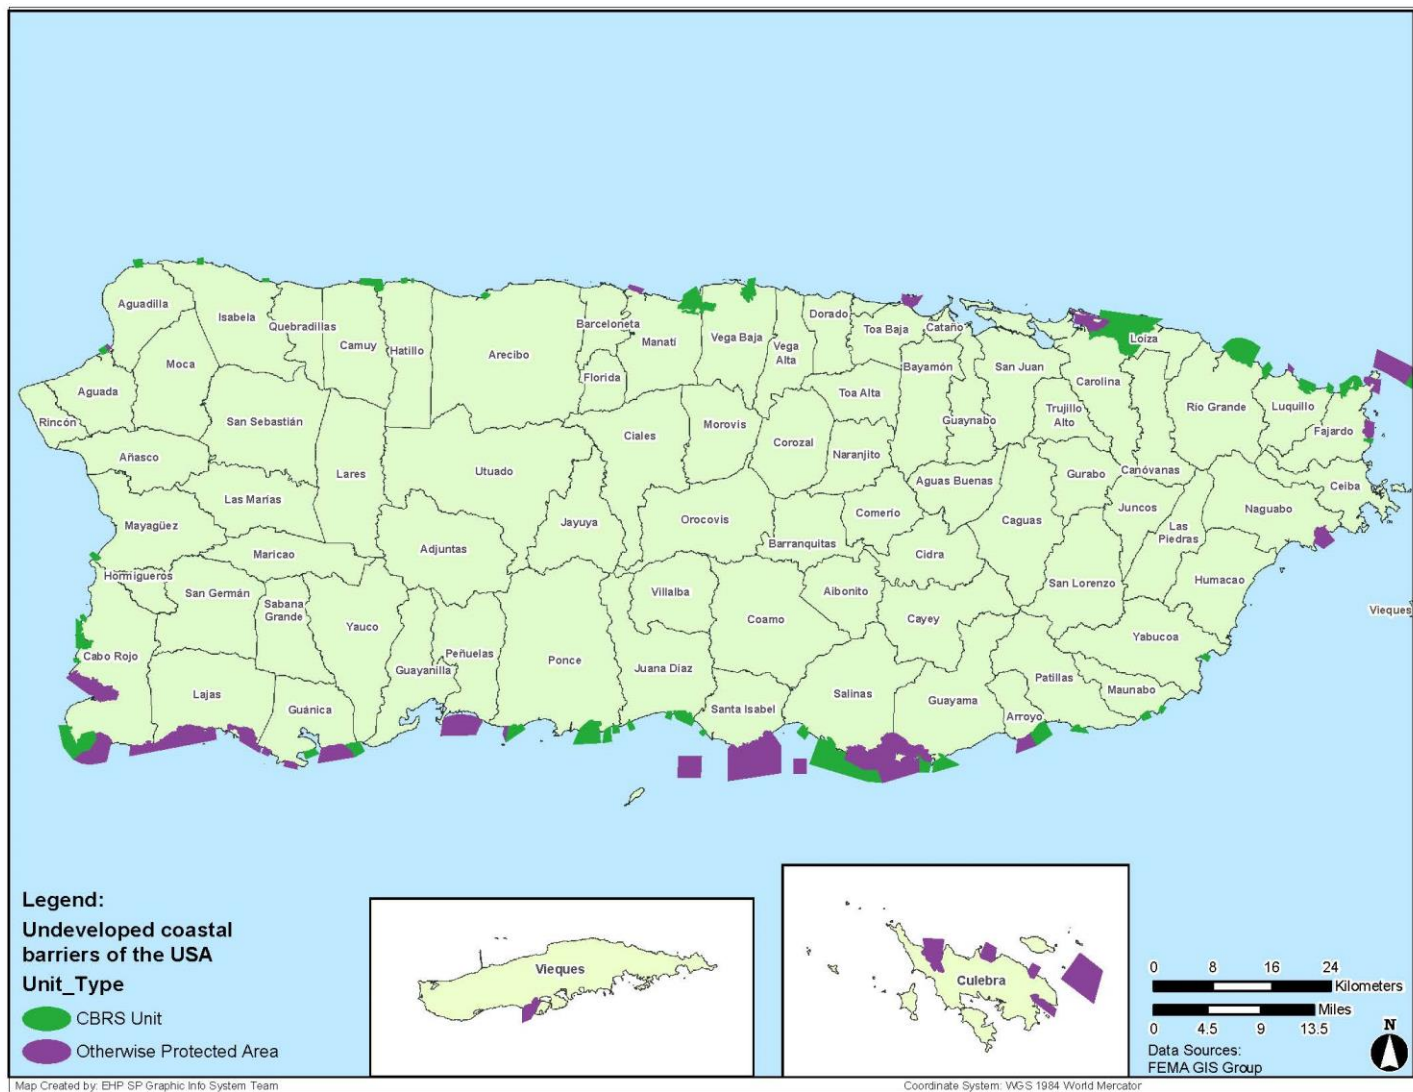 Aguadilla
Isabela
Quebradillas
Camuy
Hatillo
Arecibo
Barceloneta
Manatí
Vega Baja
Vega
Alta
Dorado
Toa Baja
Cataño
Loíza
Moca
Aguada
Rincón
San Sebastián
Florida
Bayamón
San Juan
Carolina
Toa Alta
Trujillo
Alto
Río Grande
Luquillo
Fajardo
Ciales
Morovis
Corozal
Guaynabo
Naranjito
Añasco
Lares
Utuado
Las Marías
Aguas Buenas
Gurabo
Canóvanas
Ceiba
Mayagüez
Jayuya
Orocovis
Comerío
Caguas
Juncos
Las
Piedras
Naguabo
Maricao
Adjuntas
Barranquitas
Cidra
Hormigueros
San Germán
Sabana
Grande
Villalba
Aibonito
San Lorenzo
Humacao
Vieques
Yauco
Coamo
Cayey
Yabucoa
Cabo Rojo
Guayanilla
Peñuelas
Ponce
Juana Díaz
Lajas
Guánica
Santa Isabel
Salinas
Guayama
Patillas
Maunabo
Arroyo
Legend:
Undeveloped coastal
barriers of the USA
Unit_Type
CBRS Unit
Otherwise Protected Area
Vieques
Culebra
0 8 16 24
Kilometers
Miles
0 4.5 9 13.5
N
Data Sources:
FEMA GIS Group
Map Created by: EHP SP Graphic Info System Team
Coordinate System: WGS 1984 World Mercator